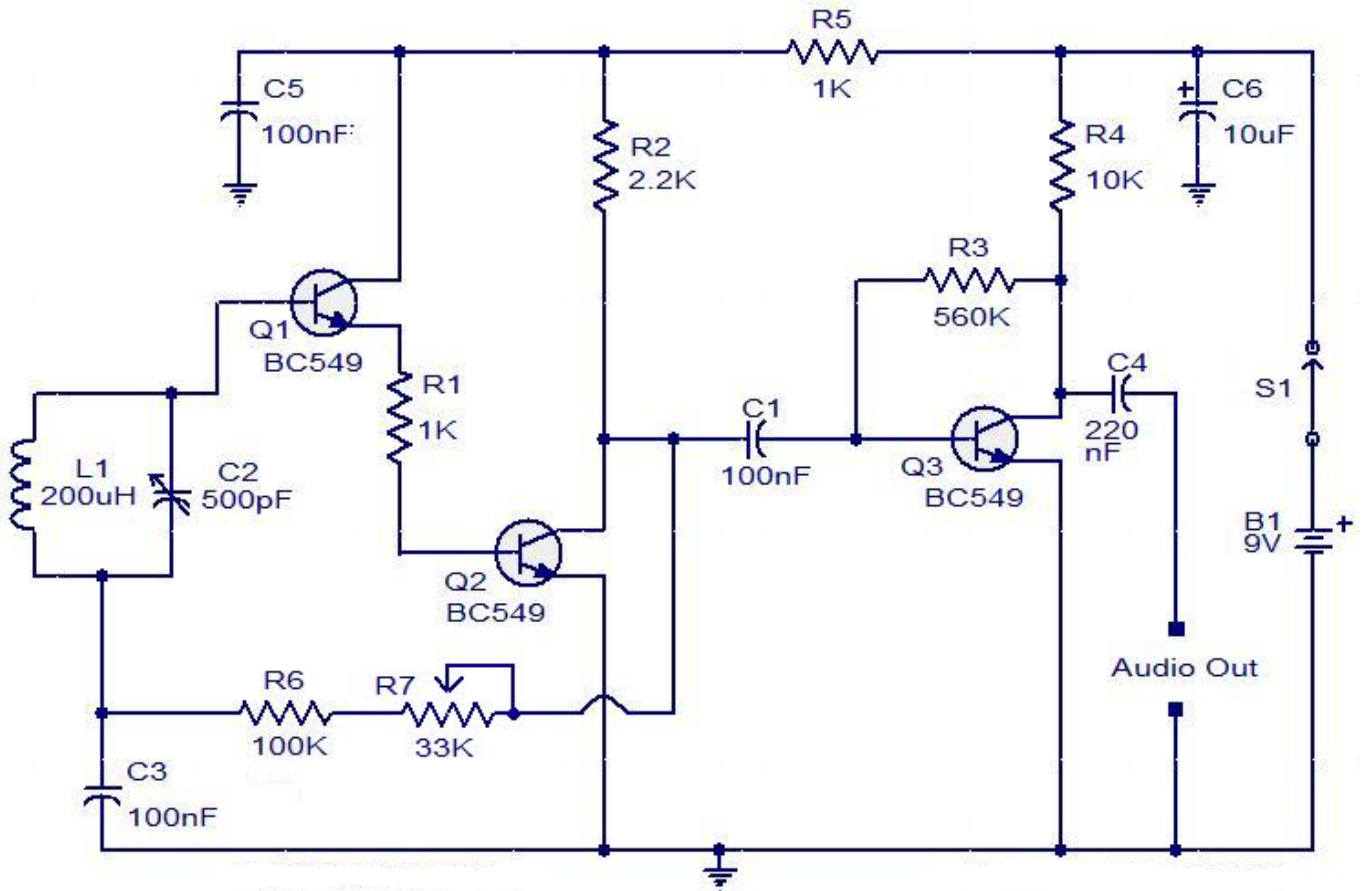 R5
1K
C5
100nF
R2
2.2K
R4
10K
+
C6
10uF
R3
560K
Q1
BC549
R1
1K
C4
220
nF
S1
C1
100nF
Q3
BC549
L1
200uH
C2
500pF
B1
9V
+
Q2
BC549
Audio Out
R6
100K
R7
33K
C3
100nF